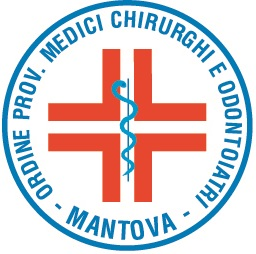 ORDINE PROV. MEDICI CHIRURGHI E ODONTOIATRI
- MANTOVA -